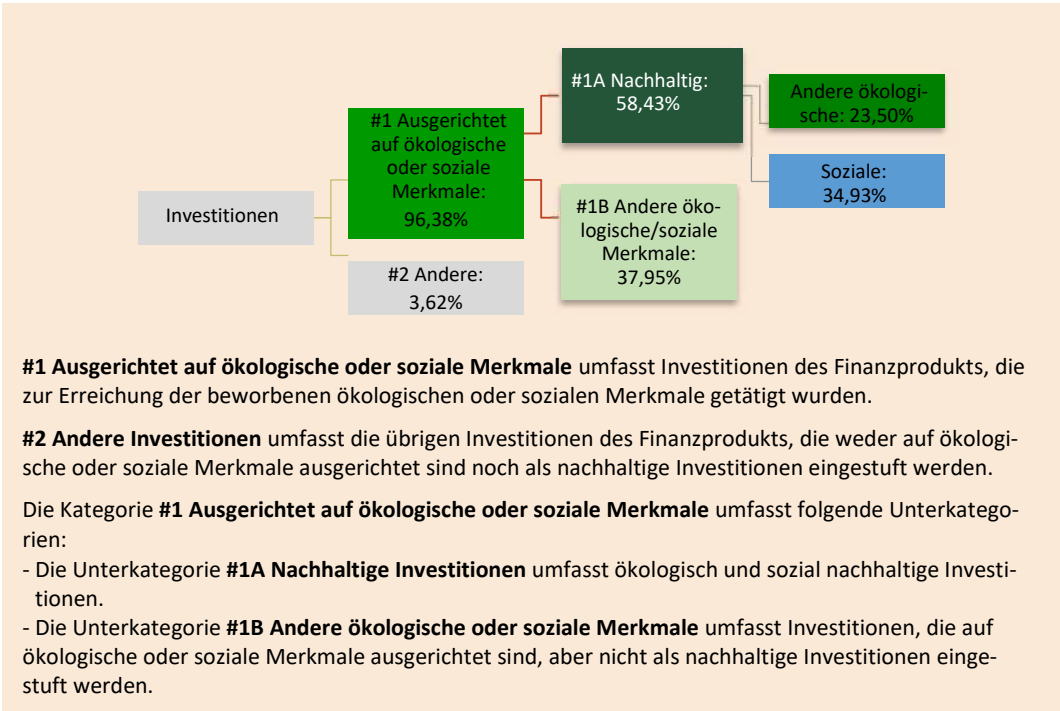 #1A Nachhaltig:
58,43%
Andere ökologi-
sche: 23,50%
#1 Ausgerichtet
auf ökologische
oder soziale
Merkmale:
96,38%
Soziale:
34,93%
Investitionen
#1B Andere öko-
logische/soziale
Merkmale:
37,95%
#2 Andere:
3,62%
#1 Ausgerichtet auf ökologische oder soziale Merkmale umfasst Investitionen des Finanzprodukts, die
zur Erreichung der beworbenen ökologischen oder sozialen Merkmale getätigt wurden.
#2 Andere Investitionen umfasst die übrigen Investitionen des Finanzprodukts, die weder auf ökologi-
sche oder soziale Merkmale ausgerichtet sind noch als nachhaltige Investitionen eingestuft werden.
Die Kategorie #1 Ausgerichtet auf ökologische oder soziale Merkmale umfasst folgende Unterkatego-
rien:
- Die Unterkategorie #1A Nachhaltige Investitionen umfasst ökologisch und sozial nachhaltige Investi-
tionen.
- Die Unterkategorie #1B Andere ökologische oder soziale Merkmale umfasst Investitionen, die auf
ökologische oder soziale Merkmale ausgerichtet sind, aber nicht als nachhaltige Investitionen einge-
stuft werden.